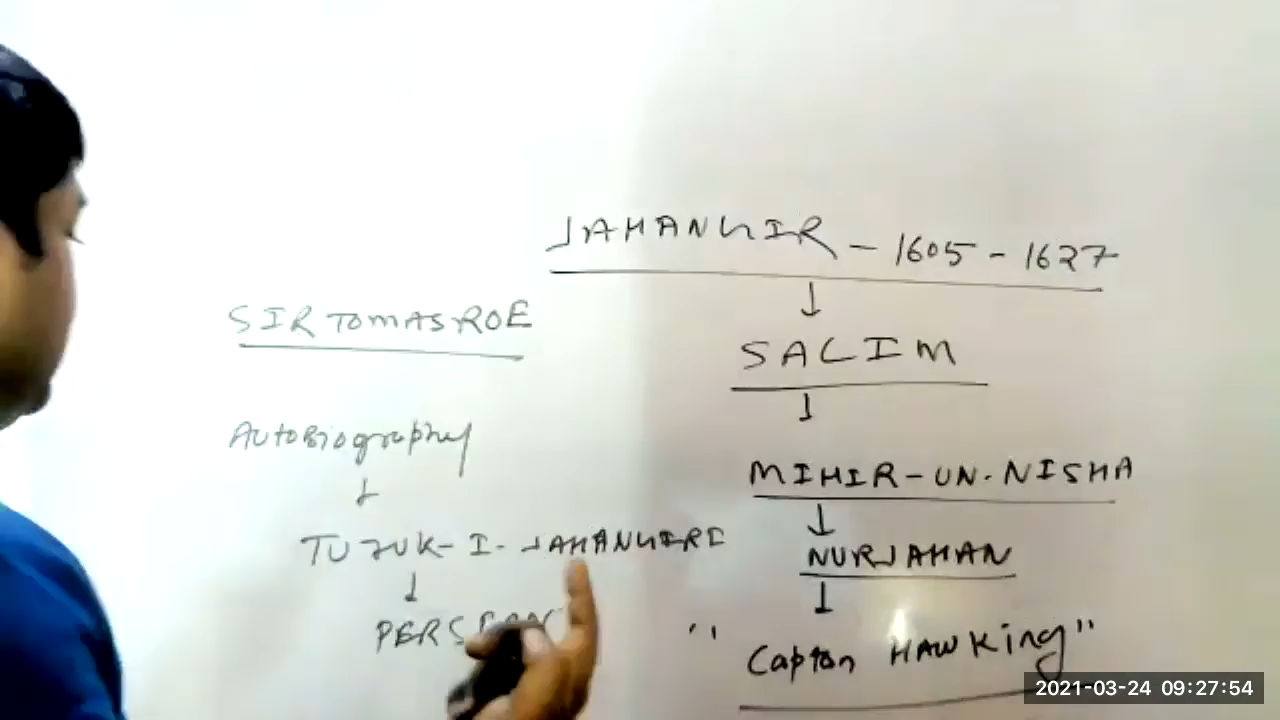 JAHANGIR - 1605 - 1627
↓
SALIM
↓
MIHIR-UN-NISHA
↓
NURJAHAN
↓
"Capton HAWKing"
SIR TOMAS ROE
AutoBiography
↓
TUZUK-I-JAHANGIRI
↓
2021-03-24 09:27:54